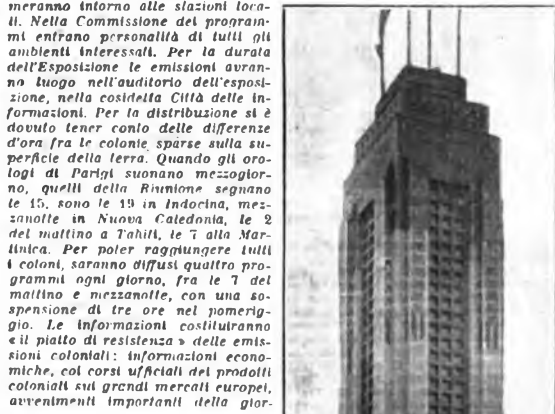 meranno intorno alle stazioni loca-
li. Nella Commissione dei program-
mi entrano personalità di tutti gli
ambienti interessati. Per la durata
dell'Esposizione le emissioni avran-
no luogo nell'auditorio dell'esposi-
zione, nella cosidetta Città delle in-
formazioni. Per la distribuzione si è
dovuto tener conto delle differenze
d'ora fra le colonie sparse sulla su-
perficie della terra. Quando gli oro-
logi di Parigi suonano mezzogior-
no, quelli della Riunione segnano
le 15, sono le 19 in Indocina, mez-
zanotte in Nuova Caledonia, le 2
del mattino a Tahiti, le 7 alla Mar-
tinica. Per poter raggiungere tutti
i coloni, saranno diffusi quattro pro-
grammi ogni giorno, fra le 7 del
mattino e mezzanotte, con una so-
spensione di tre ore nel pomerig-
gio. Le informazioni costituiranno
« il piatto di resistenza » delle emis-
sioni coloniali: informazioni econo-
miche, coi corsi ufficiali dei prodotti
coloniali sui grandi mercati europei,
avvenimenti importanti della gior-